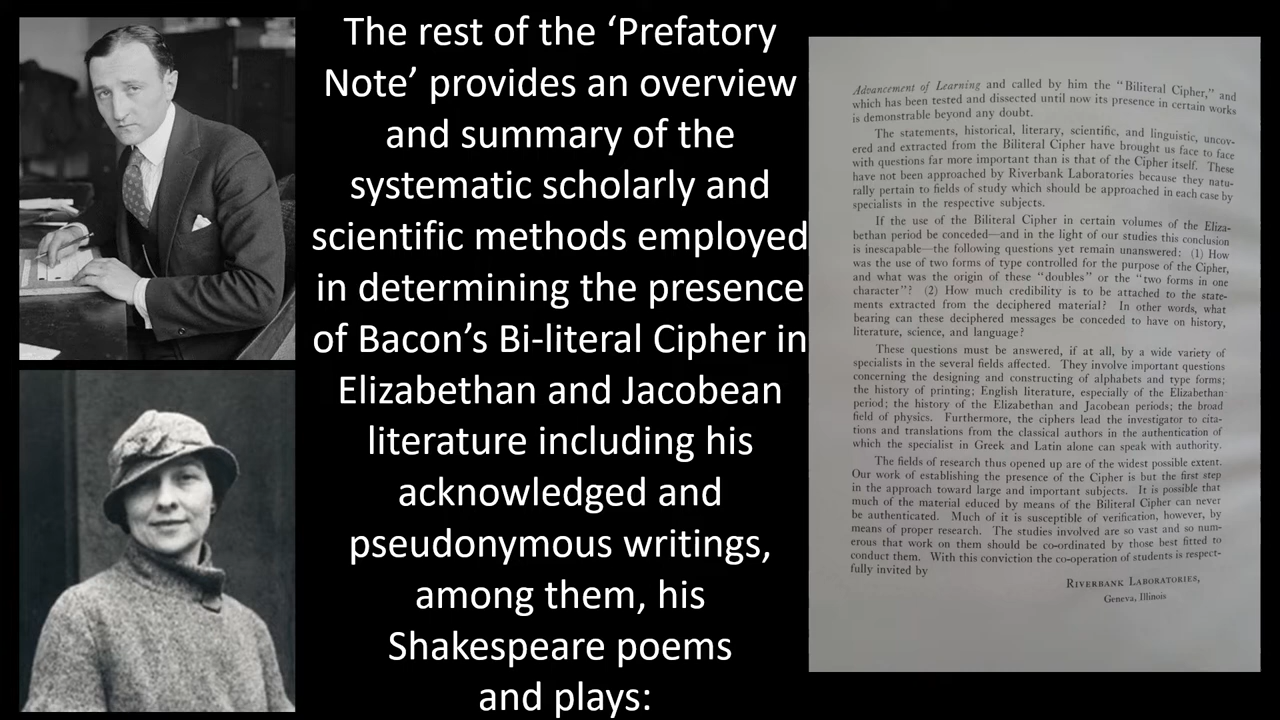 The rest of the ‘Prefatory
Note’ provides an overview
and summary of the
systematic scholarly and
scientific methods employed
in determining the presence
of Bacon’s Bi-literal Cipher in
Elizabethan and Jacobean
literature including his
acknowledged and
pseudonymous writings,
among them, his
Shakespeare poems
and plays:
Advancement of Learning and called by him the “Biliteral Cipher,” and
which has been tested and dissected until now its presence in certain works
is demonstrable beyond any doubt.
The statements, historical, literary, scientific, and linguistic, uncov-
ered and extracted from the Biliteral Cipher have brought us face to face
with questions far more important than is that of the Cipher itself. These
have not been approached by Riverbank Laboratories because they natu-
rally pertain to fields of study which should be approached in each case by
specialists in the respective subjects.
If the use of the Biliteral Cipher in certain volumes of the Eliza-
bethan period be conceded—and in the light of our studies this conclusion
is inescapable—the following questions yet remain unanswered: (1) How
was the use of two forms of type controlled for the purpose of the Cipher,
and what was the origin of these “doubles” or the “two forms in one
character”? (2) How much credibility is to be attached to the state-
ments extracted from the deciphered material? In other words, what
bearing can these deciphered messages be conceded to have on history,
literature, science, and language?
These questions must be answered, if at all, by a wide variety of
specialists in the several fields affected. They involve important questions
concerning the designing and constructing of alphabets and type forms;
the history of printing; English literature, especially of the Elizabethan
period; the history of the Elizabethan and Jacobean periods; the broad
field of physics. Furthermore, the ciphers lead the investigator to cita-
tions and translations from the classical authors in the authentication of
which the specialist in Greek and Latin alone can speak with authority.
The fields of research thus opened up are of the widest possible extent.
Our work of establishing the presence of the Cipher is but the first step
in the approach toward large and important subjects. It is possible that
much of the material educed by means of the Biliteral Cipher can never
be authenticated. Much of it is susceptible of verification, however, by
means of proper research. The studies involved are so vast and so num-
erous that work on them should be co-ordinated by those best fitted to
conduct them. With this conviction the co-operation of students is respect-
fully invited by
RIVERBANK LABORATORIES,
Geneva, Illinois